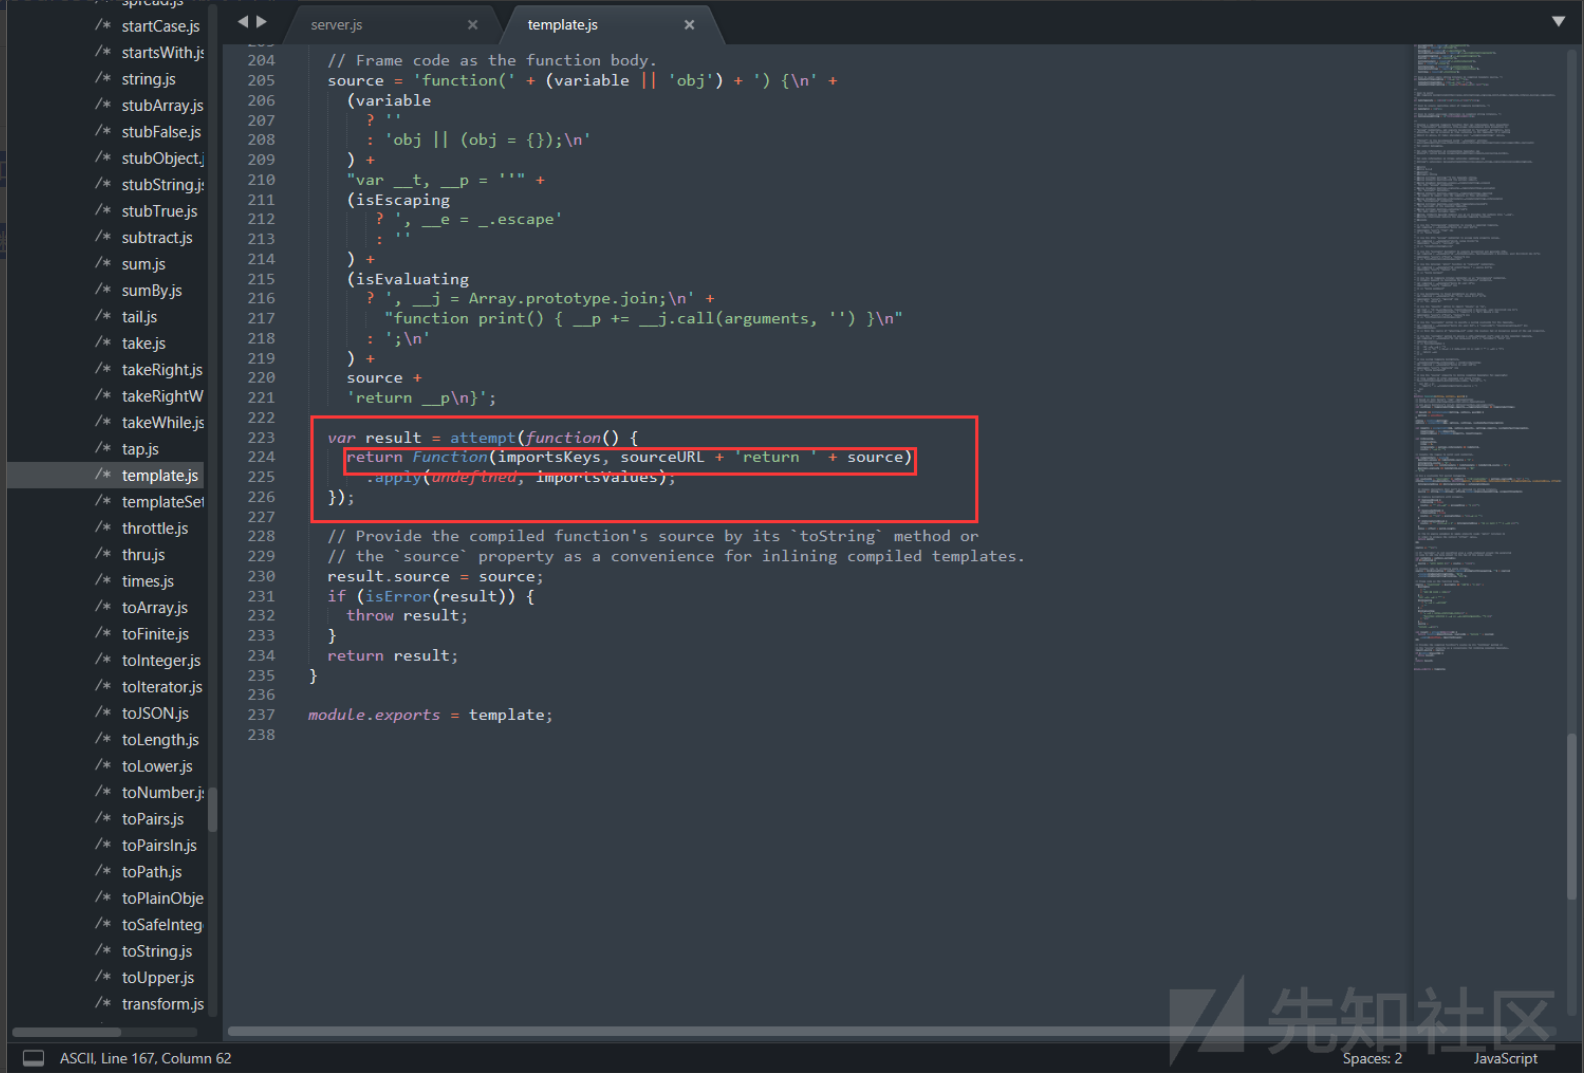 spread.js
/* startCase.js
/* startsWith.js
/* string.js
/* stubArray.js
/* stubFalse.js
/* stubObject.j
/* stubString.js
/* stubTrue.js
/* subtract.js
/* sum.js
/* sumBy.js
/* tail.js
/* take.js
/* takeRight.js
/* takeRightW
/* takeWhile.js
/* tap.js
/* template.js
/* templateSet
/* throttle.js
/* thru.js
/* times.js
/* toArray.js
/* toFinite.js
/* toInteger.js
/* toIterator.js
/* toJSON.js
/* toLength.js
/* toLower.js
/* toNumber.js
/* toPairs.js
/* toPairsIn.js
/* toPath.js
/* toPlainObje
/* toSafeInteg
/* toString.js
/* toUpper.js
/* transform.js
server.js ×
template.js ×
203
204 // Frame code as the function body.
205 source = 'function(' + (variable || 'obj') + ') {\n' +
206 (variable
207 ? ''
208 : 'obj || (obj = {});\n'
209 ) +
210 "var __t, __p = ''" +
211 (isEscaping
212 ? ', __e = _.escape'
213 : ''
214 ) +
215 (isEvaluating
216 ? ', __j = Array.prototype.join;\n' +
217 "function print() { __p += __j.call(arguments, '') }\n"
218 : ';\n'
219 ) +
220 source +
221 'return __p\n}';
222
223 var result = attempt(function() {
224 return Function(importsKeys, sourceURL + 'return ' + source)
225 .apply(undefined, importsValues);
226 });
227
228 // Provide the compiled function's source by its `toString` method or
229 // the `source` property as a convenience for inlining compiled templates.
230 result.source = source;
231 if (isError(result)) {
232 throw result;
233 }
234 return result;
235 }
236
237 module.exports = template;
238
先知社区
ASCII, Line 167, Column 62
Spaces: 2
JavaScript